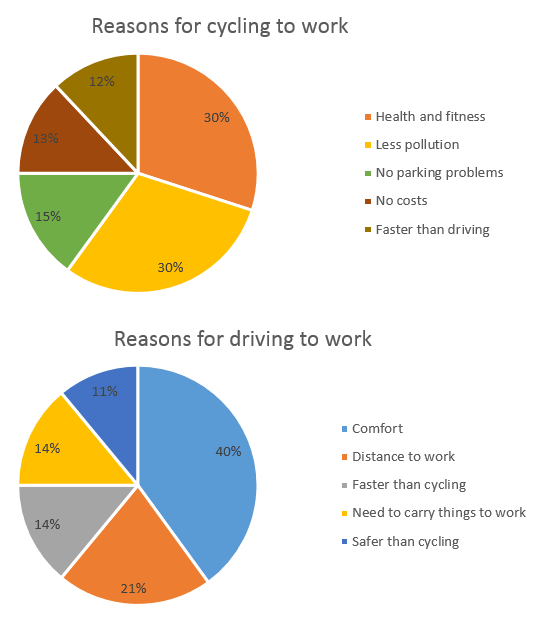 Reasons for cycling to work
12%
30%
13%
15%
30%
Health and fitness
Less pollution
No parking problems
No costs
Faster than driving
Reasons for driving to work
11%
40%
14%
14%
21%
Comfort
Distance to work
Faster than cycling
Need to carry things to work
Safer than cycling